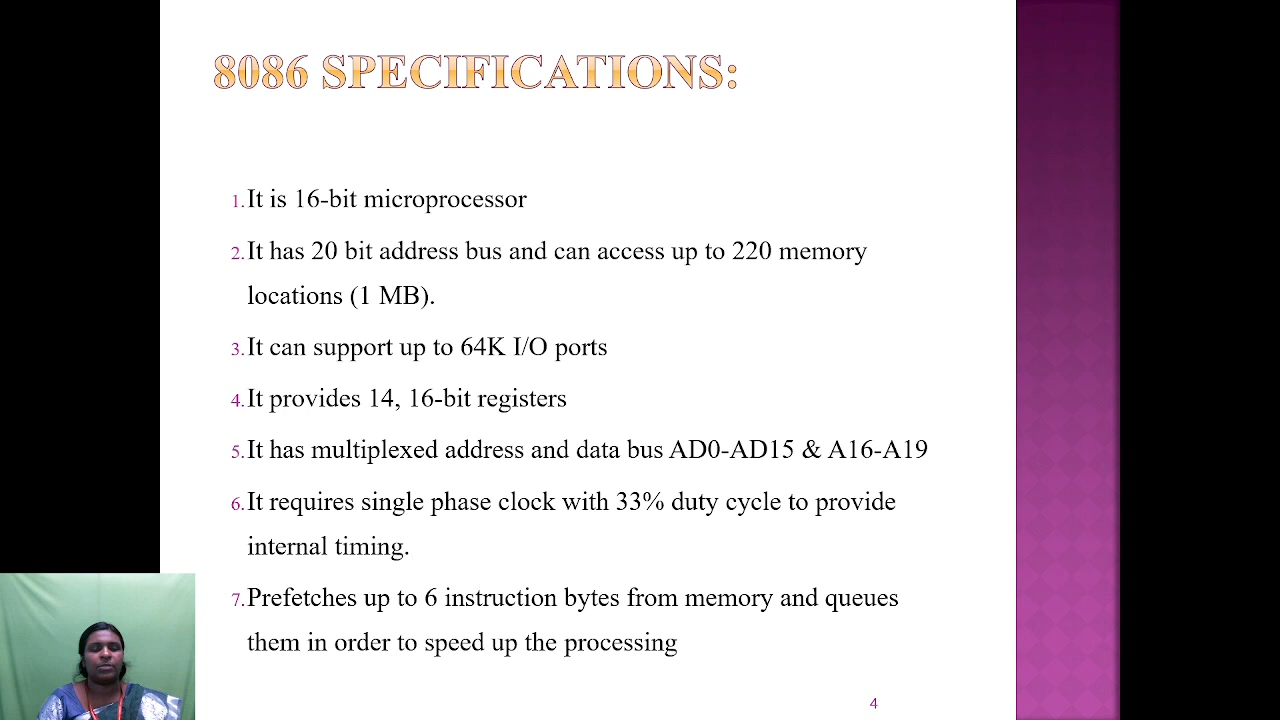 8086 SPECIFICATIONS:
1. It is 16-bit microprocessor
2. It has 20 bit address bus and can access up to 220 memory
locations (1 MB).
3. It can support up to 64K I/O ports
4. It provides 14, 16-bit registers
5. It has multiplexed address and data bus AD0-AD15 & A16-A19
6. It requires single phase clock with 33% duty cycle to provide
internal timing.
7. Prefetches up to 6 instruction bytes from memory and queues
them in order to speed up the processing
4